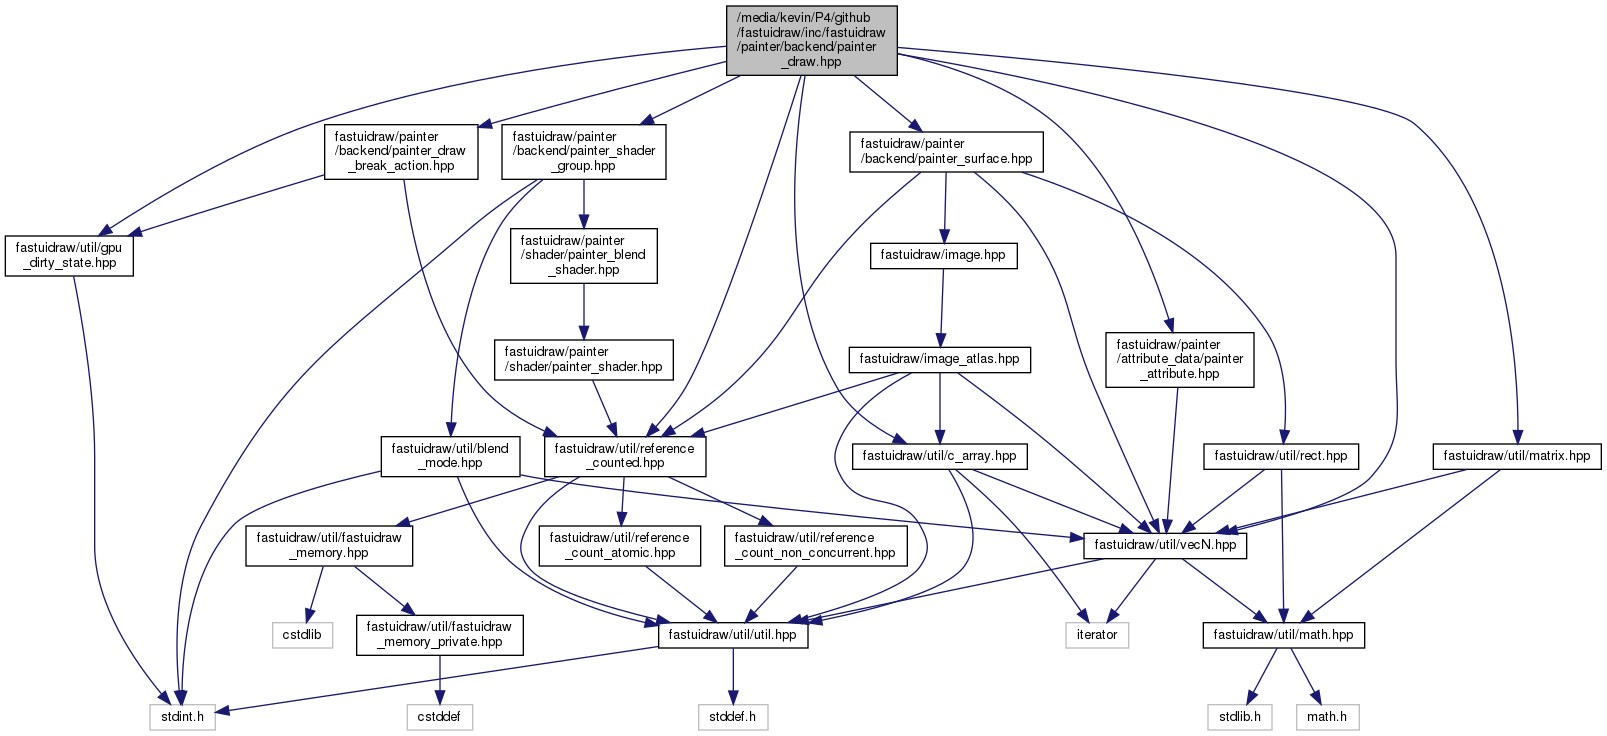 /media/kevin/P4/github
/fastuidraw/inc/fastuidraw
/painter/backend/painter
_draw.hpp
fastuidraw/painter
/backend/painter_draw
_break_action.hpp
fastuidraw/painter
/backend/painter_shader
_group.hpp
fastuidraw/painter
/backend/painter_surface.hpp
fastuidraw/util/gpu
_dirty_state.hpp
fastuidraw/painter
/shader/painter_blend
_shader.hpp
fastuidraw/image.hpp
fastuidraw/painter
/shader/painter_shader.hpp
fastuidraw/image_atlas.hpp
fastuidraw/painter
/attribute_data/painter
_attribute.hpp
fastuidraw/util/blend
_mode.hpp
fastuidraw/util/reference
_counted.hpp
fastuidraw/util/c_array.hpp
fastuidraw/util/rect.hpp
fastuidraw/util/matrix.hpp
fastuidraw/util/fastuidraw
_memory.hpp
fastuidraw/util/reference
_count_atomic.hpp
fastuidraw/util/reference
_count_non_concurrent.hpp
fastuidraw/util/vecN.hpp
cstdlib
fastuidraw/util/fastuidraw
_memory_private.hpp
fastuidraw/util/util.hpp
iterator
fastuidraw/util/math.hpp
stdint.h
cstddef
stddef.h
stdlib.h
math.h